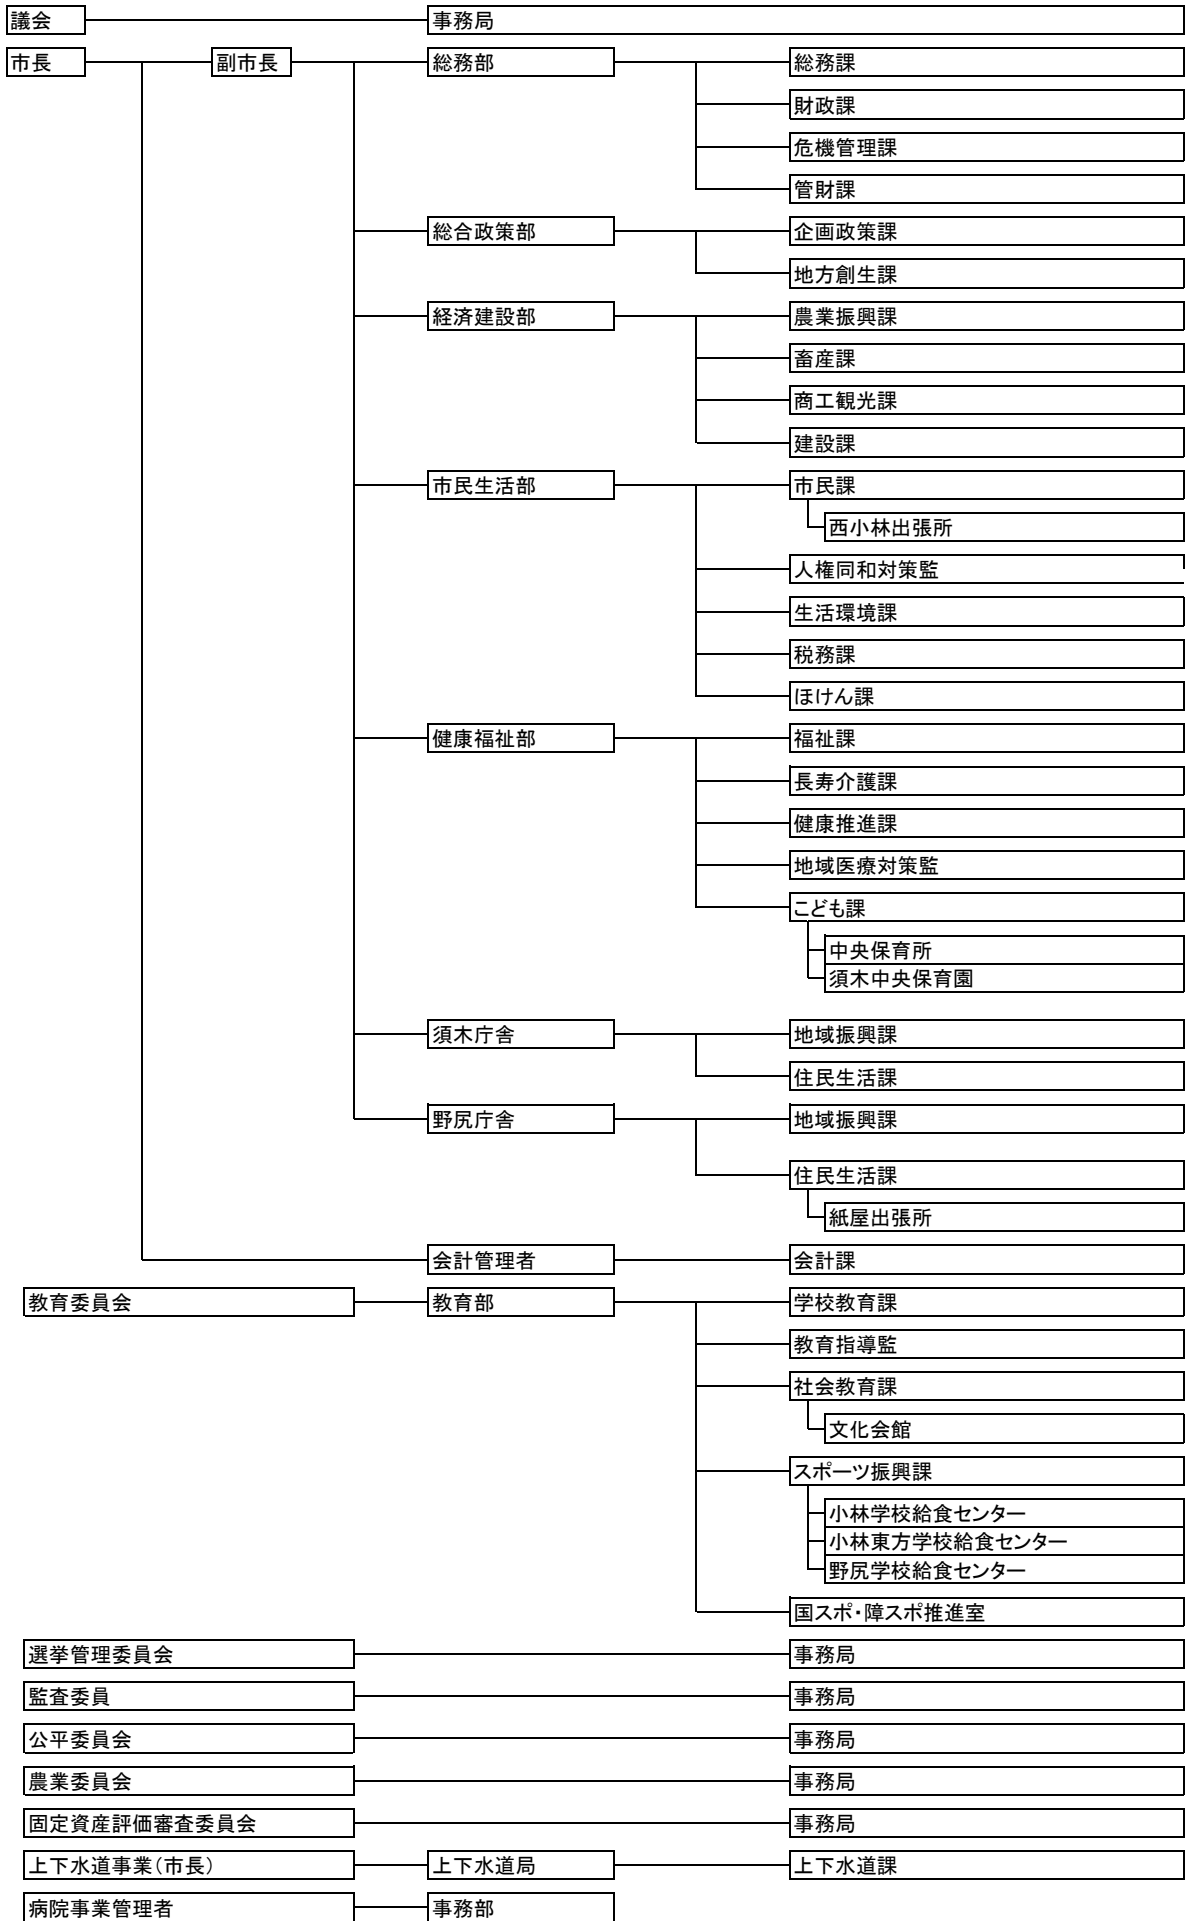 議会 事務局
市長 副市長 総務部 総務課
財政課
危機管理課
管財課
総合政策部 企画政策課
地方創生課
経済建設部 農業振興課
畜産課
商工観光課
建設課
市民生活部 市民課
西小林出張所
人権同和対策監
生活環境課
税務課
ほけん課
健康福祉部 福祉課
長寿介護課
健康推進課
地域医療対策監
こども課
中央保育所
須木中央保育園
須木庁舎 地域振興課
住民生活課
野尻庁舎 地域振興課
住民生活課
紙屋出張所
会計管理者 会計課
教育委員会 教育部 学校教育課
教育指導監
社会教育課
文化会館
スポーツ振興課
小林学校給食センター
小林東方学校給食センター
野尻学校給食センター
国スポ・障スポ推進室
選挙管理委員会 事務局
監査委員 事務局
公平委員会 事務局
農業委員会 事務局
固定資産評価審査委員会 事務局
上下水道事業(市長) 上下水道局 上下水道課
病院事業管理者 事務部